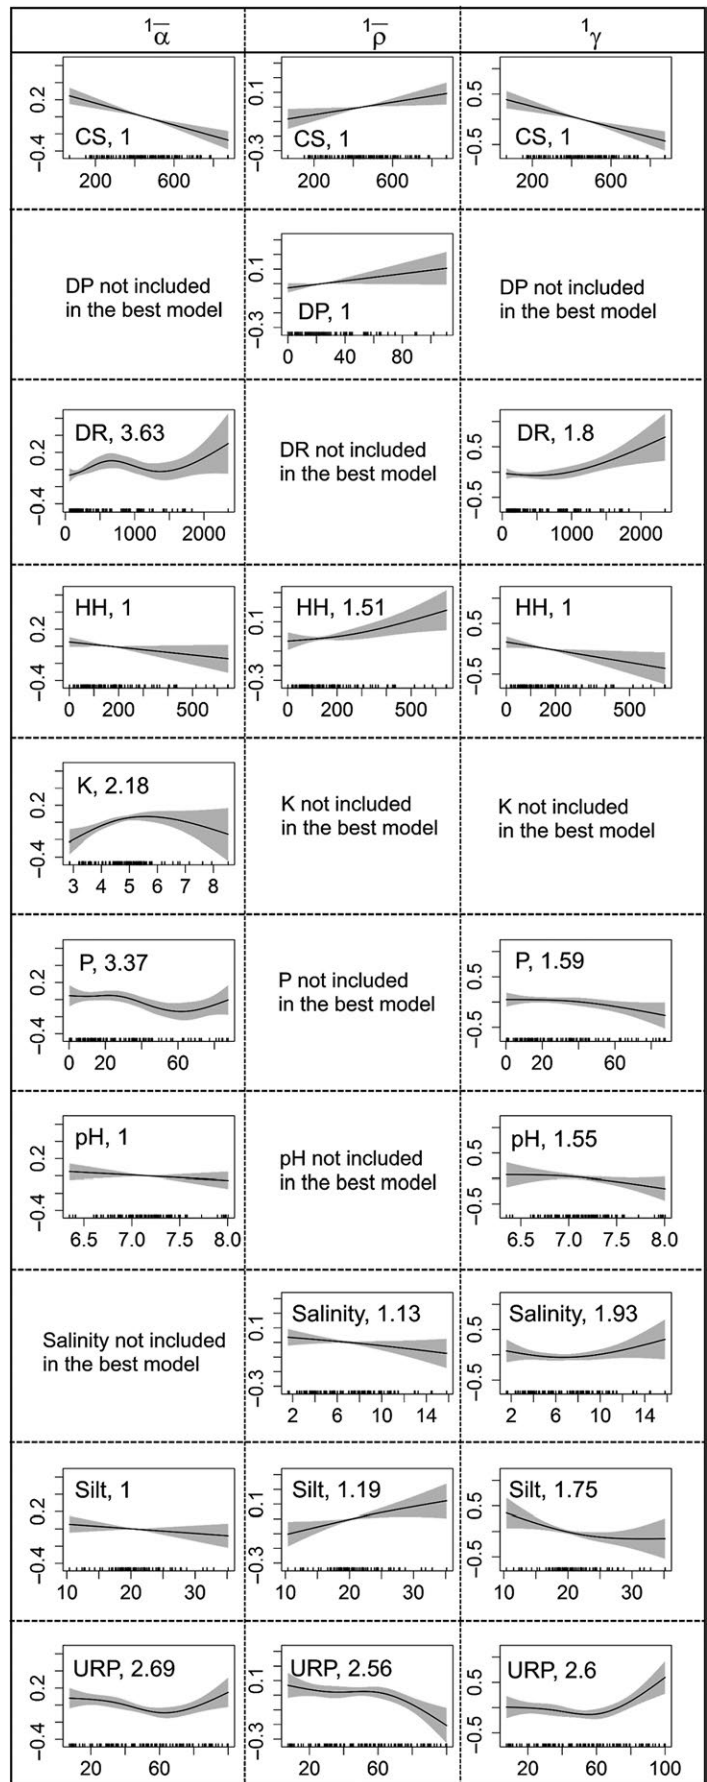 1ᾱ 1ρ̄ 1γ
CS, 1
0.2
−0.4
200 600
CS, 1
0.1
−0.3
200 600
CS, 1
0.5
−0.5
200 600
DP not included
in the best model
DP, 1
0.1
−0.3
0 40 80
DP not included
in the best model
DR, 3.63
0.2
−0.4
0 1000 2000
DR not included
in the best model
DR, 1.8
0.5
−0.5
0 1000 2000
HH, 1
0.2
−0.4
0 200 500
HH, 1.51
0.1
−0.3
0 200 500
HH, 1
0.5
−0.5
0 200 500
K, 2.18
0.2
−0.4
3 4 5 6 7 8
K not included
in the best model
K not included
in the best model
P, 3.37
0.2
−0.4
0 20 60
P not included
in the best model
P, 1.59
0.5
−0.5
0 20 60
pH, 1
0.2
−0.4
6.5 7.0 7.5 8.0
pH not included
in the best model
pH, 1.55
0.5
−0.5
6.5 7.0 7.5 8.0
Salinity not included
in the best model
Salinity, 1.13
0.1
−0.3
2 6 10 14
Salinity, 1.93
0.5
−0.5
2 6 10 14
Silt, 1
0.2
−0.4
10 20 30
Silt, 1.19
0.1
−0.3
10 20 30
Silt, 1.75
0.5
−0.5
10 20 30
URP, 2.69
0.2
−0.4
20 60
URP, 2.56
0.1
−0.3
20 60
URP, 2.6
0.5
−0.5
20 60 100